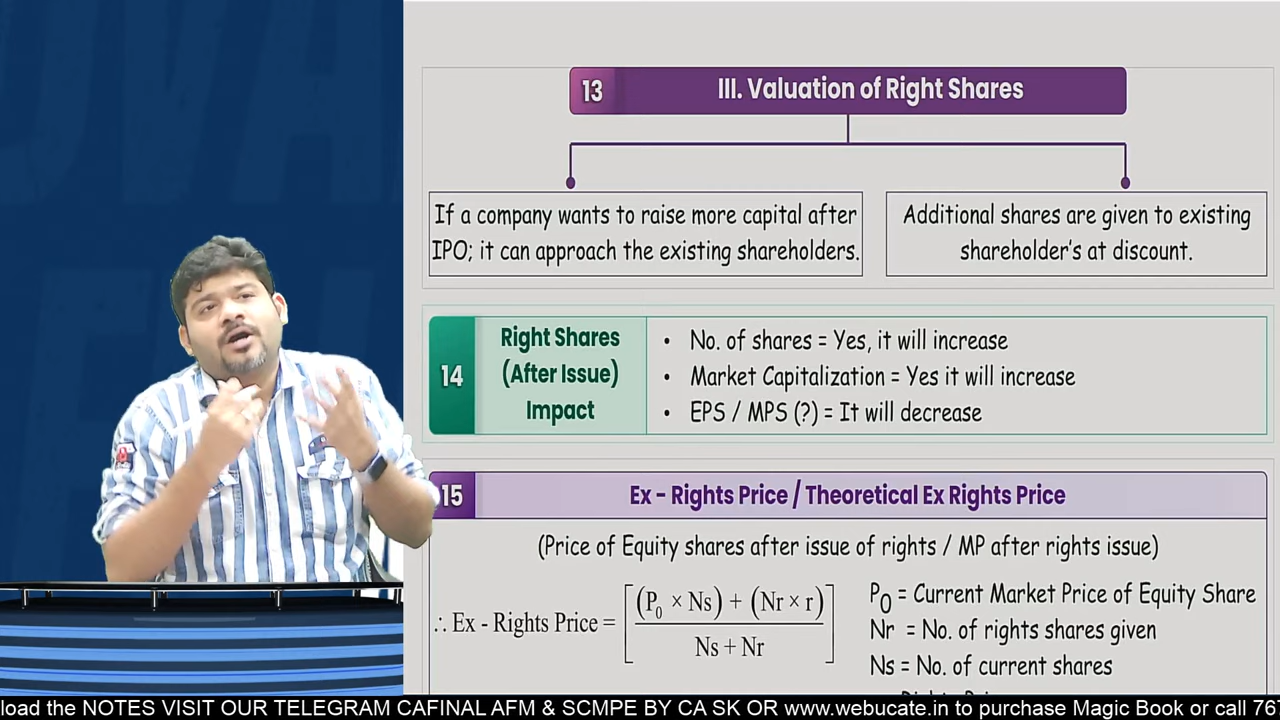 13
III. Valuation of Right Shares
If a company wants to raise more capital after
IPO; it can approach the existing shareholders.
Additional shares are given to existing
shareholder's at discount.
14
Right Shares
(After Issue)
Impact
• No. of shares = Yes, it will increase
• Market Capitalization = Yes it will increase
• EPS / MPS (?) = It will decrease
15
Ex - Rights Price / Theoretical Ex Rights Price
(Price of Equity shares after issue of rights / MP after rights issue)
∴ Ex - Rights Price = [ (P₀ × Ns) + (Nr × r) / Ns + Nr ]
P₀ = Current Market Price of Equity Share
Nr = No. of rights shares given
Ns = No. of current shares
load the NOTES VISIT OUR TELEGRAM CAFINAL AFM & SCMPE BY CA SK OR www.webucate.in to purchase Magic Book or call 76